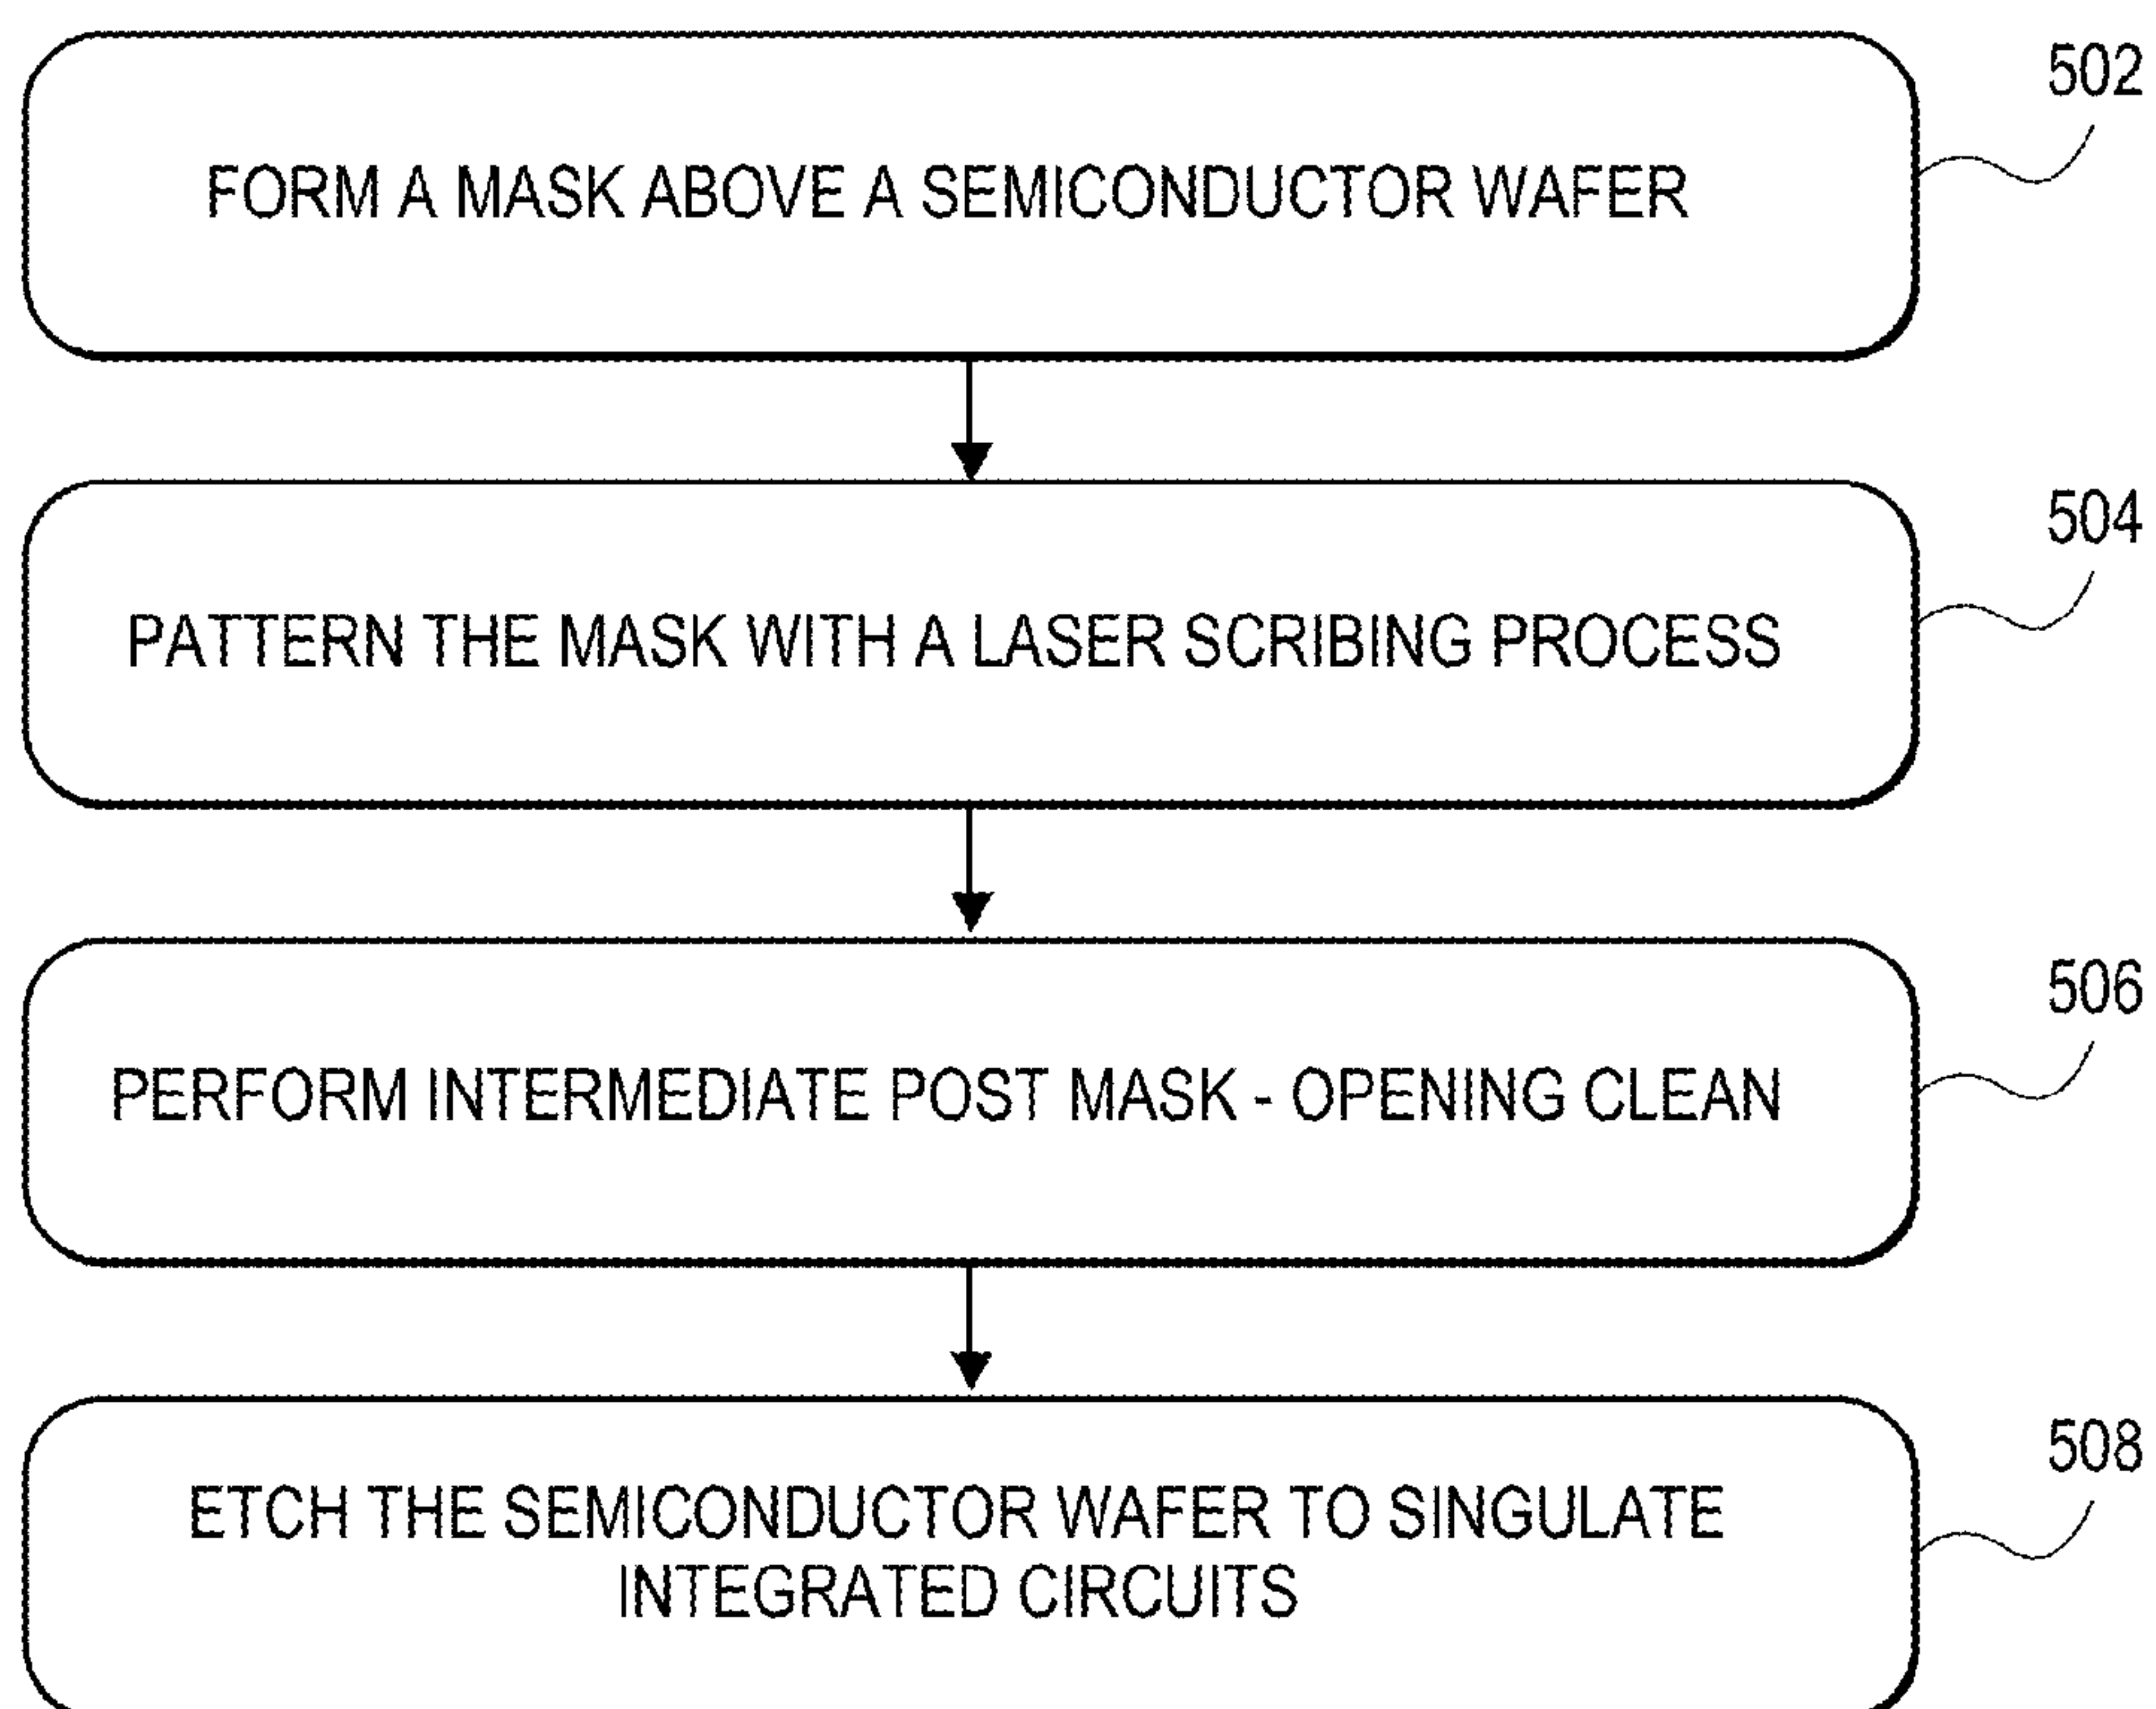 502
FORM A MASK ABOVE A SEMICONDUCTOR WAFER
504
PATTERN THE MASK WITH A LASER SCRIBING PROCESS
506
PERFORM INTERMEDIATE POST MASK - OPENING CLEAN
508
ETCH THE SEMICONDUCTOR WAFER TO SINGULATE
INTEGRATED CIRCUITS